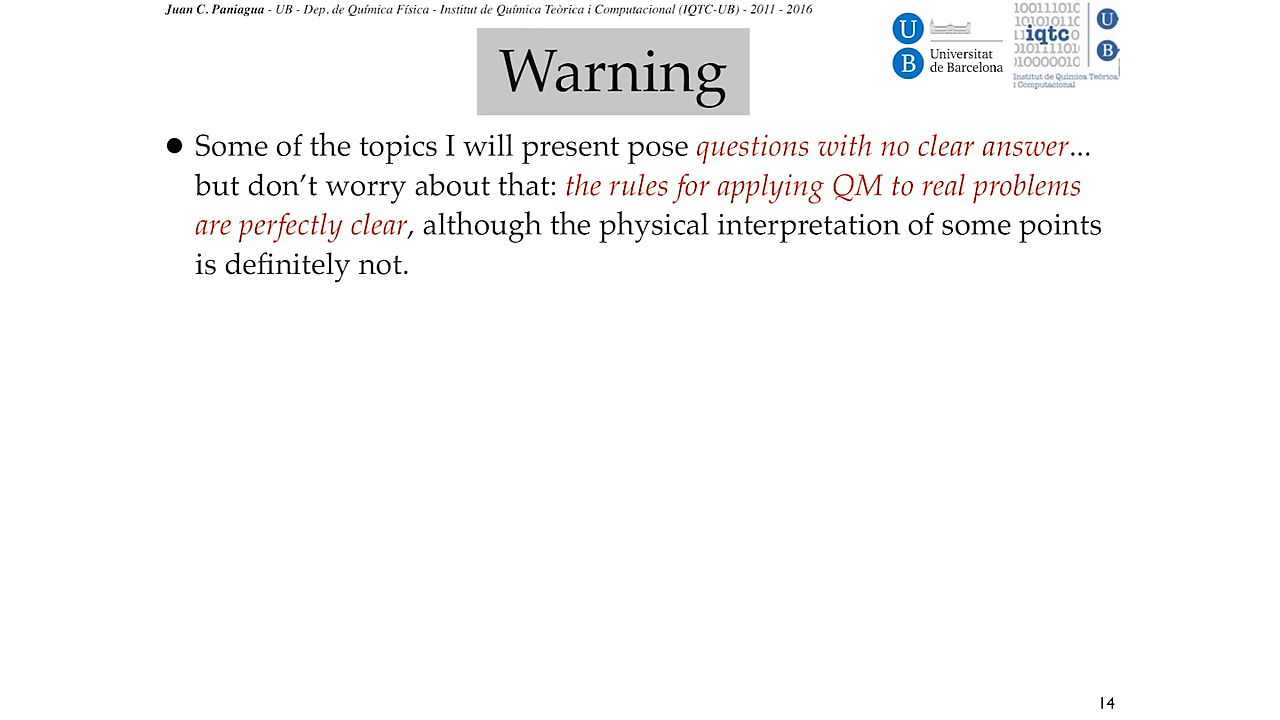 Juan C. Paniagua - UB - Dep. de Química Física - Institut de Química Teòrica i Computacional (IQTC-UB) - 2011 - 2016
U
B
Universitat
de Barcelona
iqtc
U
B
Institut de Química Teòrica
i Computacional
Warning
• Some of the topics I will present pose questions with no clear answer...
but don't worry about that: the rules for applying QM to real problems
are perfectly clear, although the physical interpretation of some points
is definitely not.
14